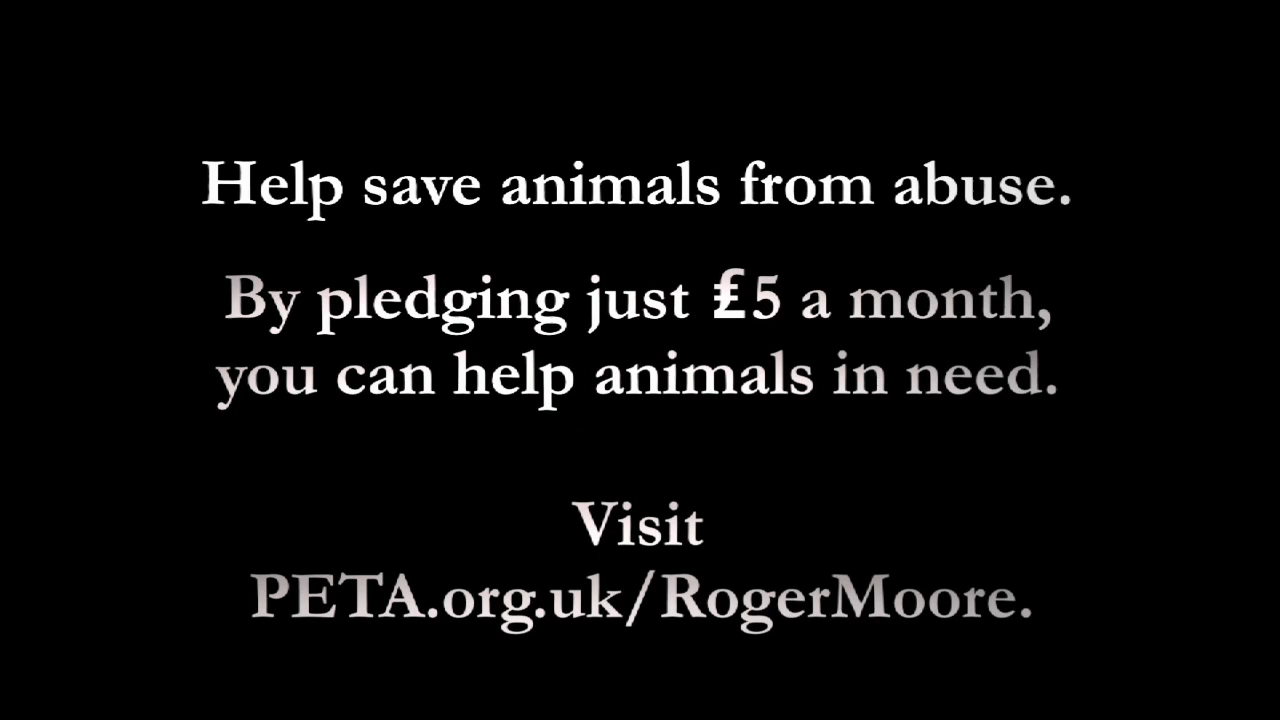 Help save animals from abuse.
By pledging just £5 a month,
you can help animals in need.
Visit
PETA.org.uk/RogerMoore.